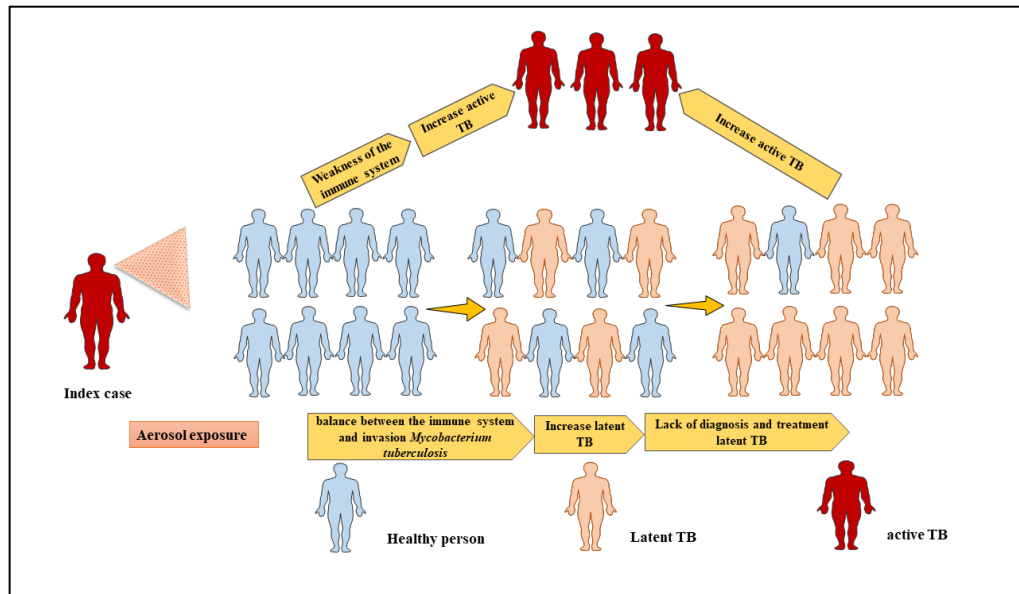 Increase active
TB
Weakness of the
immune system
Increase active TB
Index case
Aerosol exposure
balance between the immune system
and invasion Mycobacterium
tuberculosis
Increase latent
TB
Lack of diagnosis and treatment
latent TB
Healthy person
Latent TB
active TB